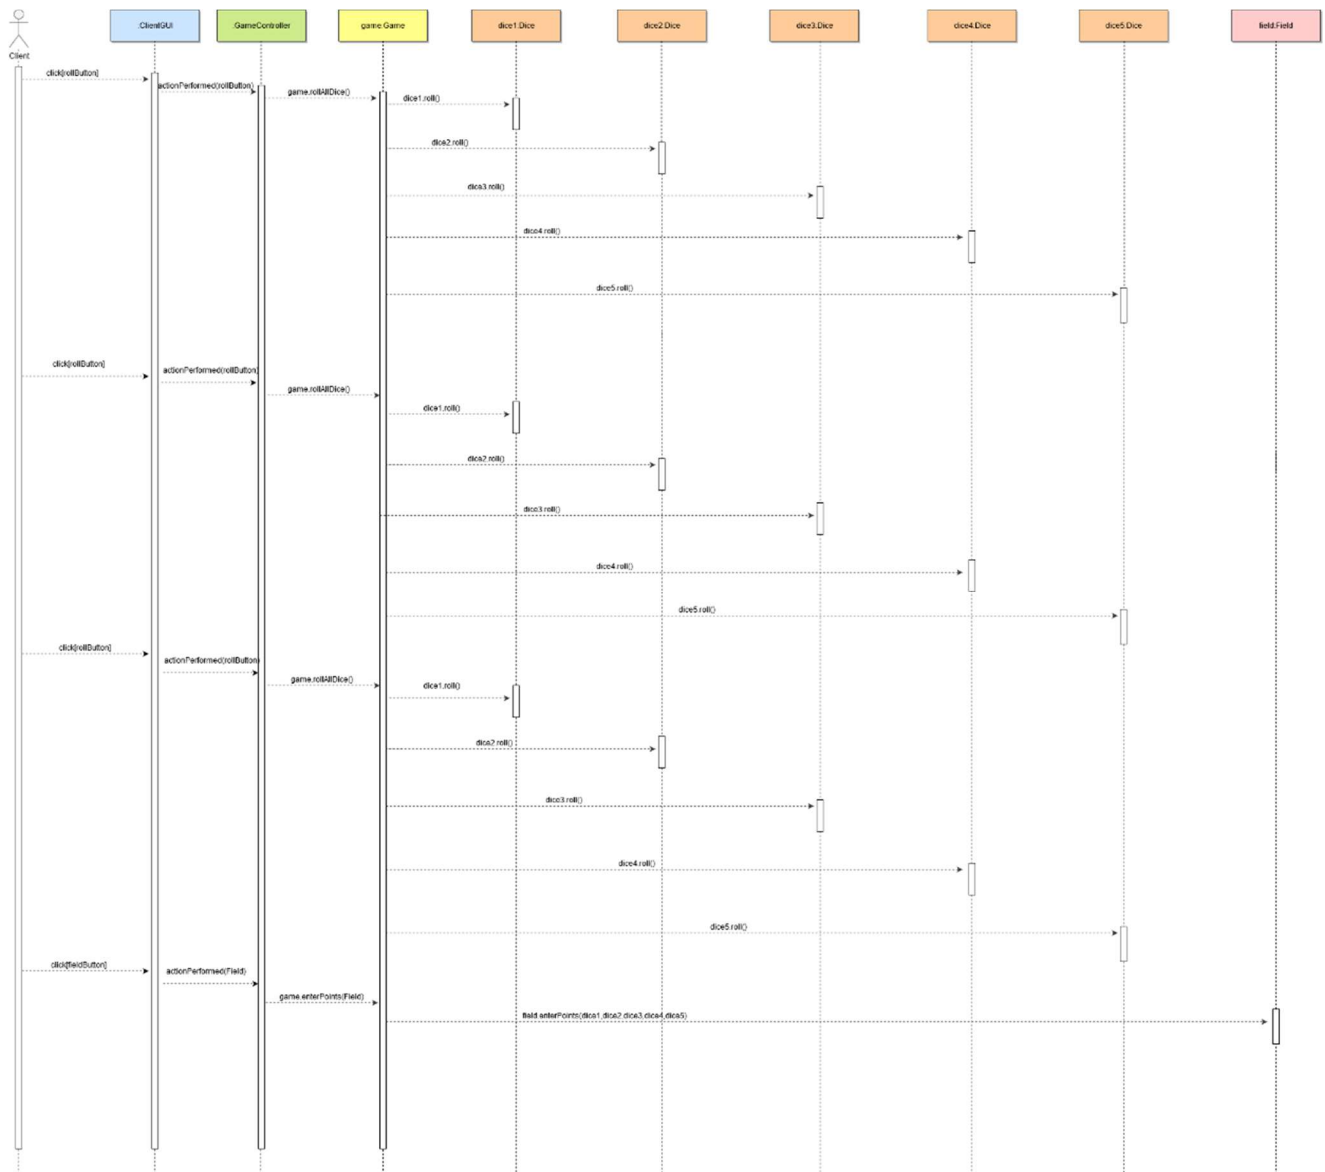 Client
:ClientGUI
:GameController
game:Game
dice1:Dice
dice2:Dice
dice3:Dice
dice4:Dice
dice5:Dice
field:Field
click[rollButton]
actionPerformed(rollButton)
game.rollAllDice()
dice1.roll()
dice2.roll()
dice3.roll()
dice4.roll()
dice5.roll()
click[rollButton]
actionPerformed(rollButton)
game.rollAllDice()
dice1.roll()
dice2.roll()
dice3.roll()
dice4.roll()
dice5.roll()
click[rollButton]
actionPerformed(rollButton)
game.rollAllDice()
dice1.roll()
dice2.roll()
dice3.roll()
dice4.roll()
dice5.roll()
click[fieldButton]
actionPerformed(Field)
game.enterPoints(Field)
field.enterPoints(dice1,dice2,dice3,dice4,dice5)